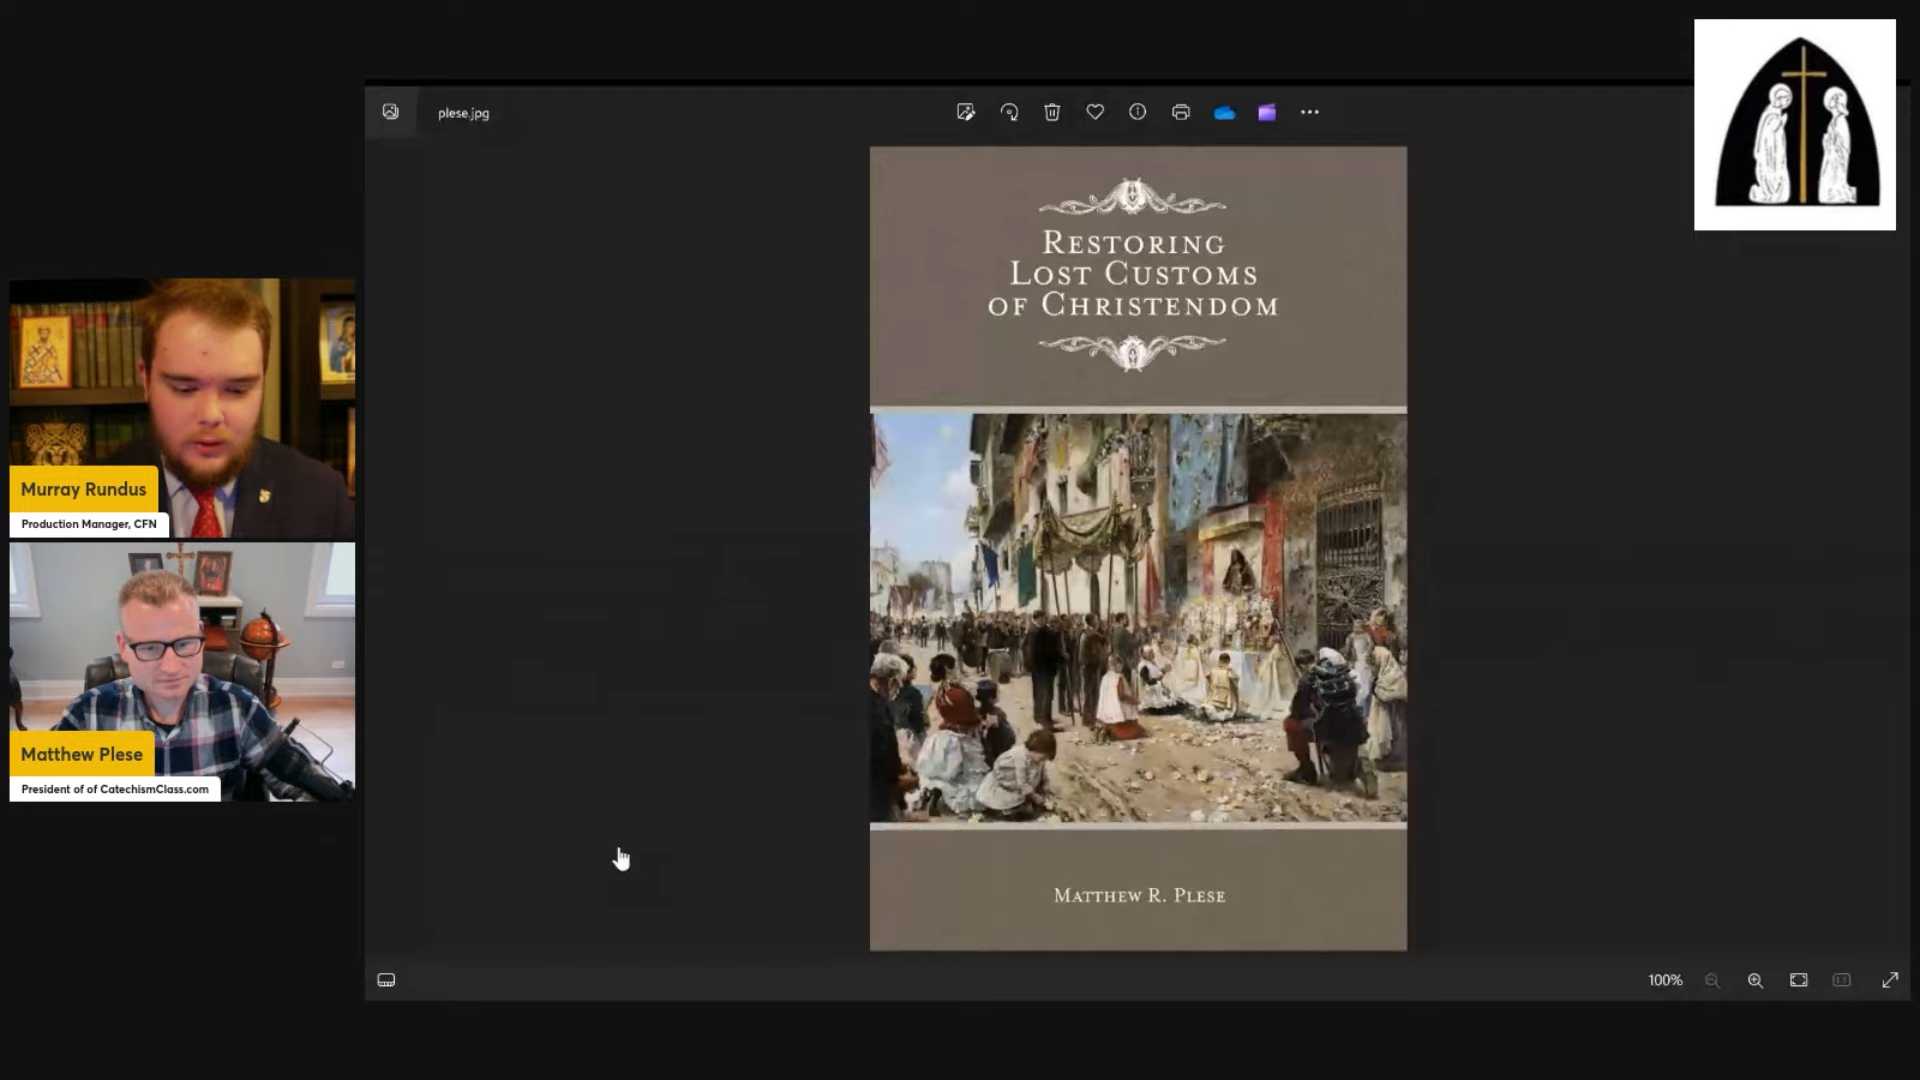 plese.jpg
RESTORING
LOST CUSTOMS
OF CHRISTENDOM
MATTHEW R. PLESE
Murray Rundus
Production Manager, CFN
Matthew Plese
President of of CatechismClass.com
100%